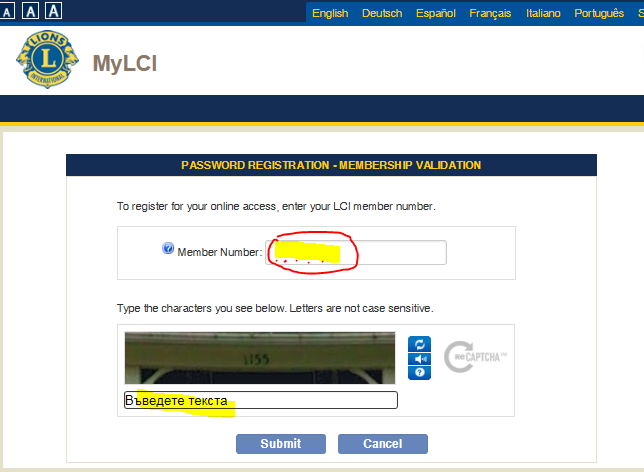 A A A
English Deutsch Español Français Italiano Português
LIONS
L
INTERNATIONAL
MyLCI
PASSWORD REGISTRATION - MEMBERSHIP VALIDATION
To register for your online access, enter your LCI member number.
? Member Number:
Type the characters you see below. Letters are not case sensitive.
1155
?
ReCAPTCHA™
Въведете текста
Submit Cancel